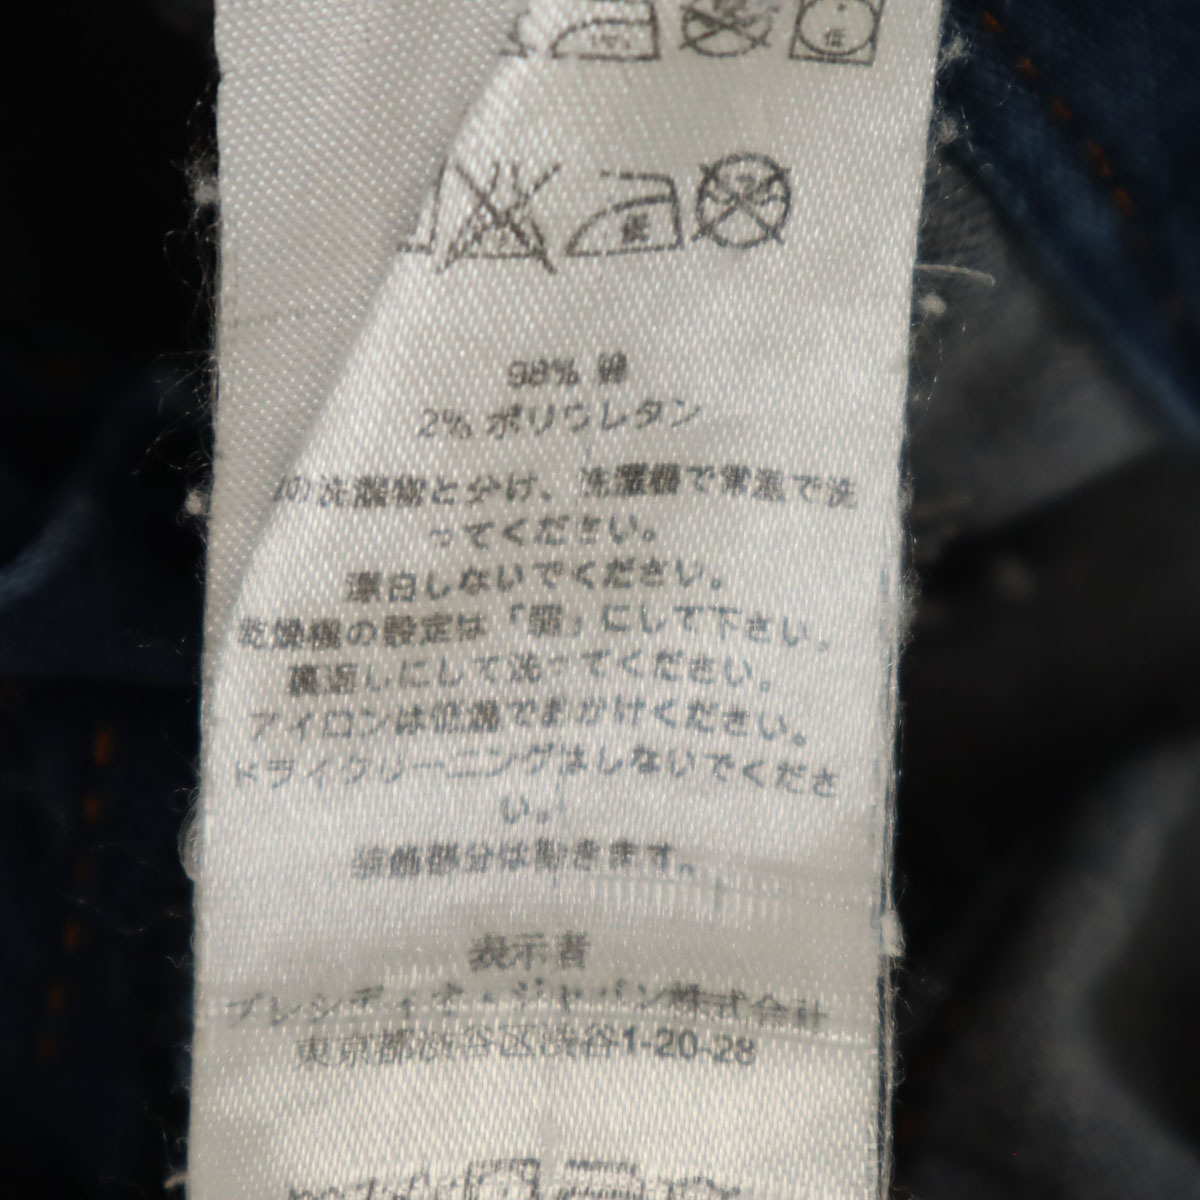 98% 綿
2% ポリウレタン
の洗濯物と分け、洗濯機で常温で洗
ってください。
漂白しないでください。
乾燥機の設定は「弱」にして下さい。
裏返しにして洗ってください。
アイロンは低温でおかけください。
ドライクリーニングはしないでくださ
い。
装飾部分は除きます。
表示者
プレシディオ・ジャパン株式会社
東京都渋谷区渋谷1-20-28